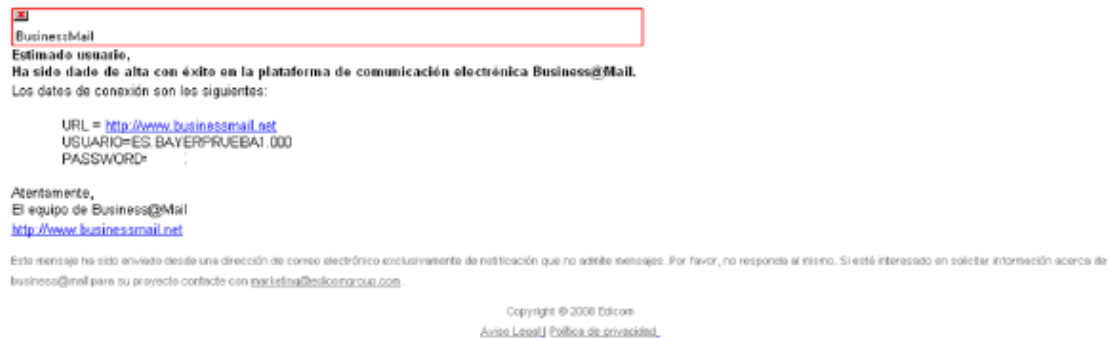 BusinessMail
Estimado usuario,
Ha sido dado de alta con éxito en la plataforma de comunicación electrónica Business@Mail.
Los datos de conexión son los siguientes:
URL = http://www.businessmail.net
USUARIO=ES.BAYERPRUEBA1.000
PASSWORD=
Atentamente,
El equipo de Business@Mail
http://www.businessmail.net
Este mensaje ha sido enviado desde una dirección de correo electrónico exclusivamente de notificación que no admite mensajes. Por favor, no responda al mismo. Si está interesado en solicitar información acerca de
business@mail para su proyecto contacte con marketing@edicomgroup.com.
Copyright © 2008 Edicom
Aviso Legal | Política de privacidad